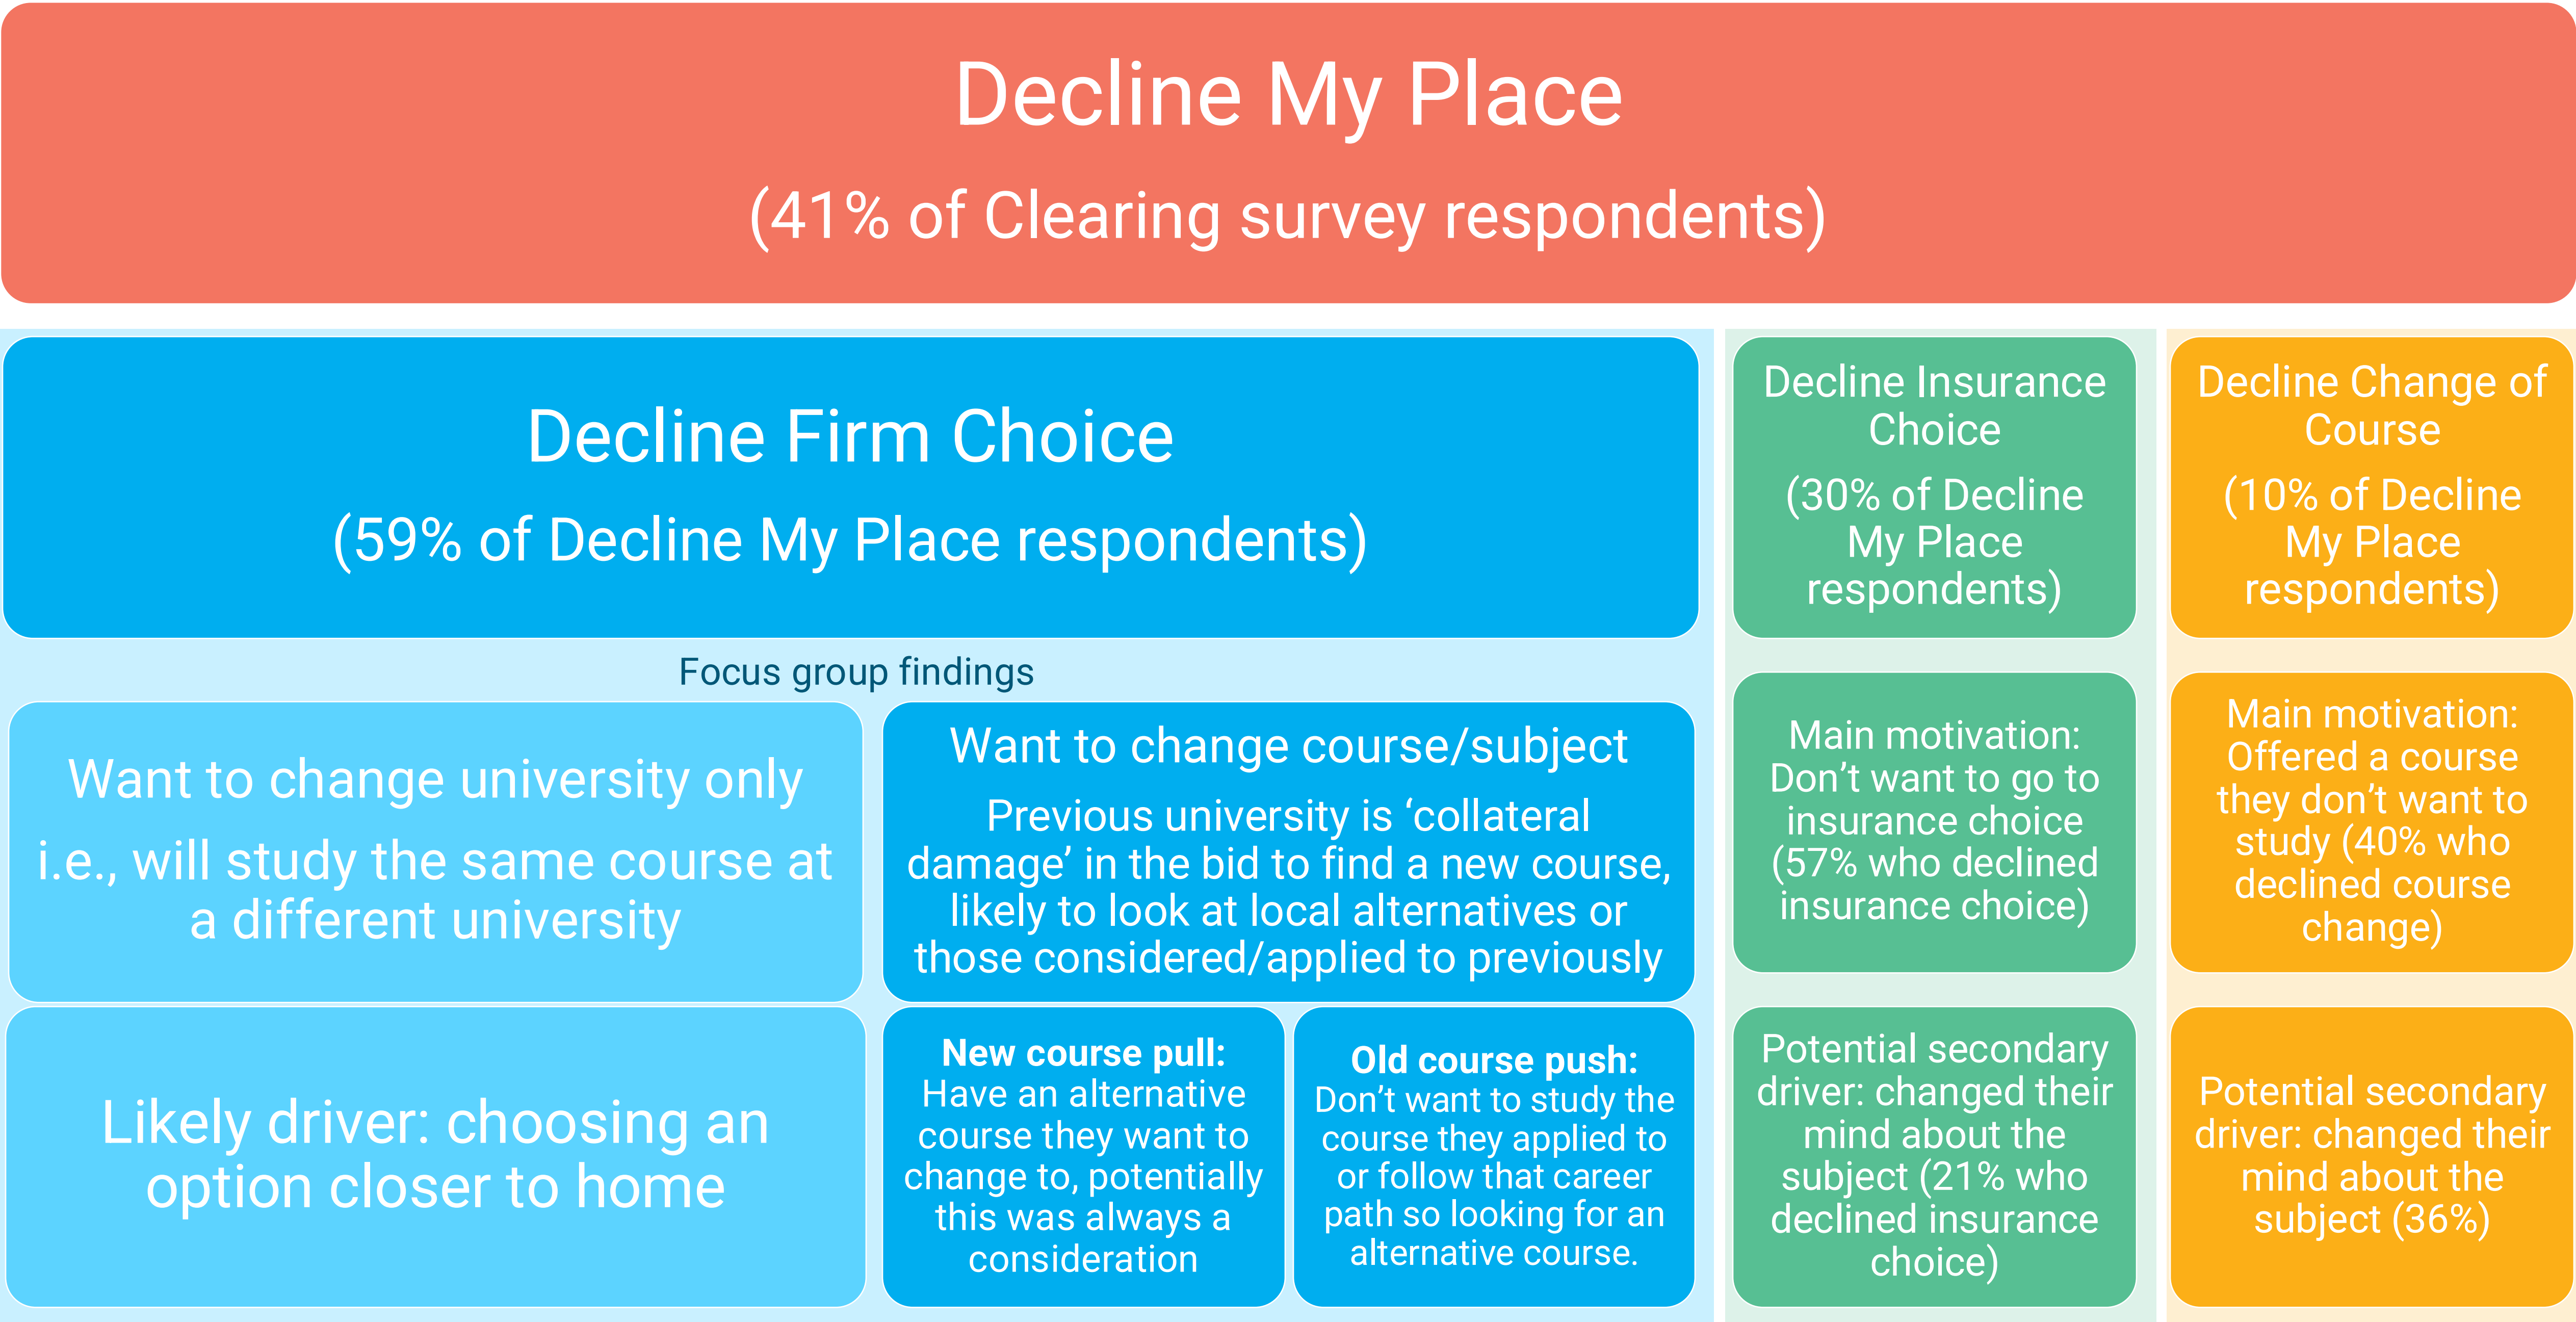 Decline My Place
(41% of Clearing survey respondents)
Decline Firm Choice
(59% of Decline My Place respondents)
Focus group findings
Want to change university only
i.e., will study the same course at
a different university
Likely driver: choosing an
option closer to home
Want to change course/subject
Previous university is ‘collateral
damage’ in the bid to find a new course,
likely to look at local alternatives or
those considered/applied to previously
New course pull:
Have an alternative
course they want to
change to, potentially
this was always a
consideration
Old course push:
Don’t want to study the
course they applied to
or follow that career
path so looking for an
alternative course.
Decline Insurance
Choice
(30% of Decline
My Place
respondents)
Main motivation:
Don’t want to go to
insurance choice
(57% who declined
insurance choice)
Potential secondary
driver: changed their
mind about the
subject (21% who
declined insurance
choice)
Decline Change of
Course
(10% of Decline
My Place
respondents)
Main motivation:
Offered a course
they don’t want to
study (40% who
declined course
change)
Potential secondary
driver: changed their
mind about the
subject (36%)